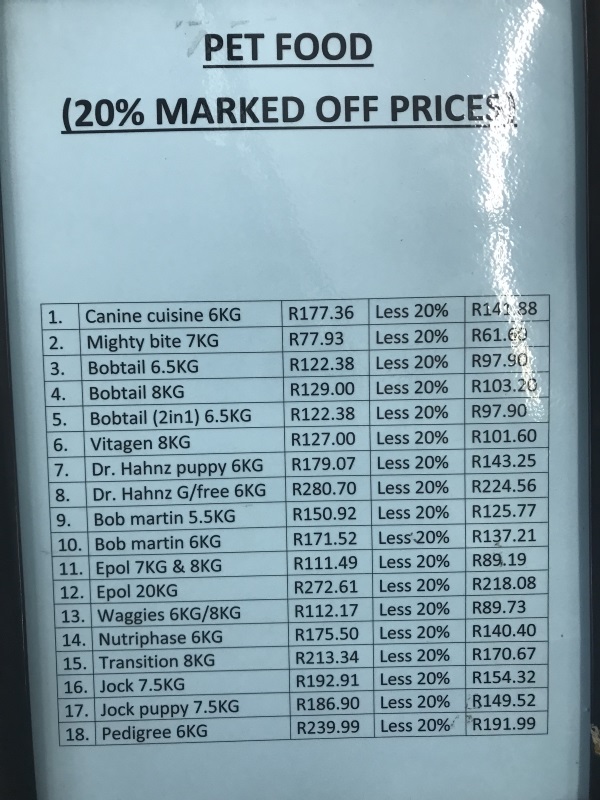 PET FOOD
(20% MARKED OFF PRICES)
1. Canine cuisine 6KG R177.36 Less 20% R141.88
2. Mighty bite 7KG R77.93 Less 20% R61.60
3. Bobtail 6.5KG R122.38 Less 20% R97.90
4. Bobtail 8KG R129.00 Less 20% R103.20
5. Bobtail (2in1) 6.5KG R122.38 Less 20% R97.90
6. Vitagen 8KG R127.00 Less 20% R101.60
7. Dr. Hahnz puppy 6KG R179.07 Less 20% R143.25
8. Dr. Hahnz G/free 6KG R280.70 Less 20% R224.56
9. Bob martin 5.5KG R150.92 Less 20% R125.77
10. Bob martin 6KG R171.52 Less 20% R137.21
11. Epol 7KG & 8KG R111.49 Less 20% R89.19
12. Epol 20KG R272.61 Less 20% R218.08
13. Waggies 6KG/8KG R112.17 Less 20% R89.73
14. Nutriphase 6KG R175.50 Less 20% R140.40
15. Transition 8KG R213.34 Less 20% R170.67
16. Jock 7.5KG R192.91 Less 20% R154.32
17. Jock puppy 7.5KG R186.90 Less 20% R149.52
18. Pedigree 6KG R239.99 Less 20% R191.99